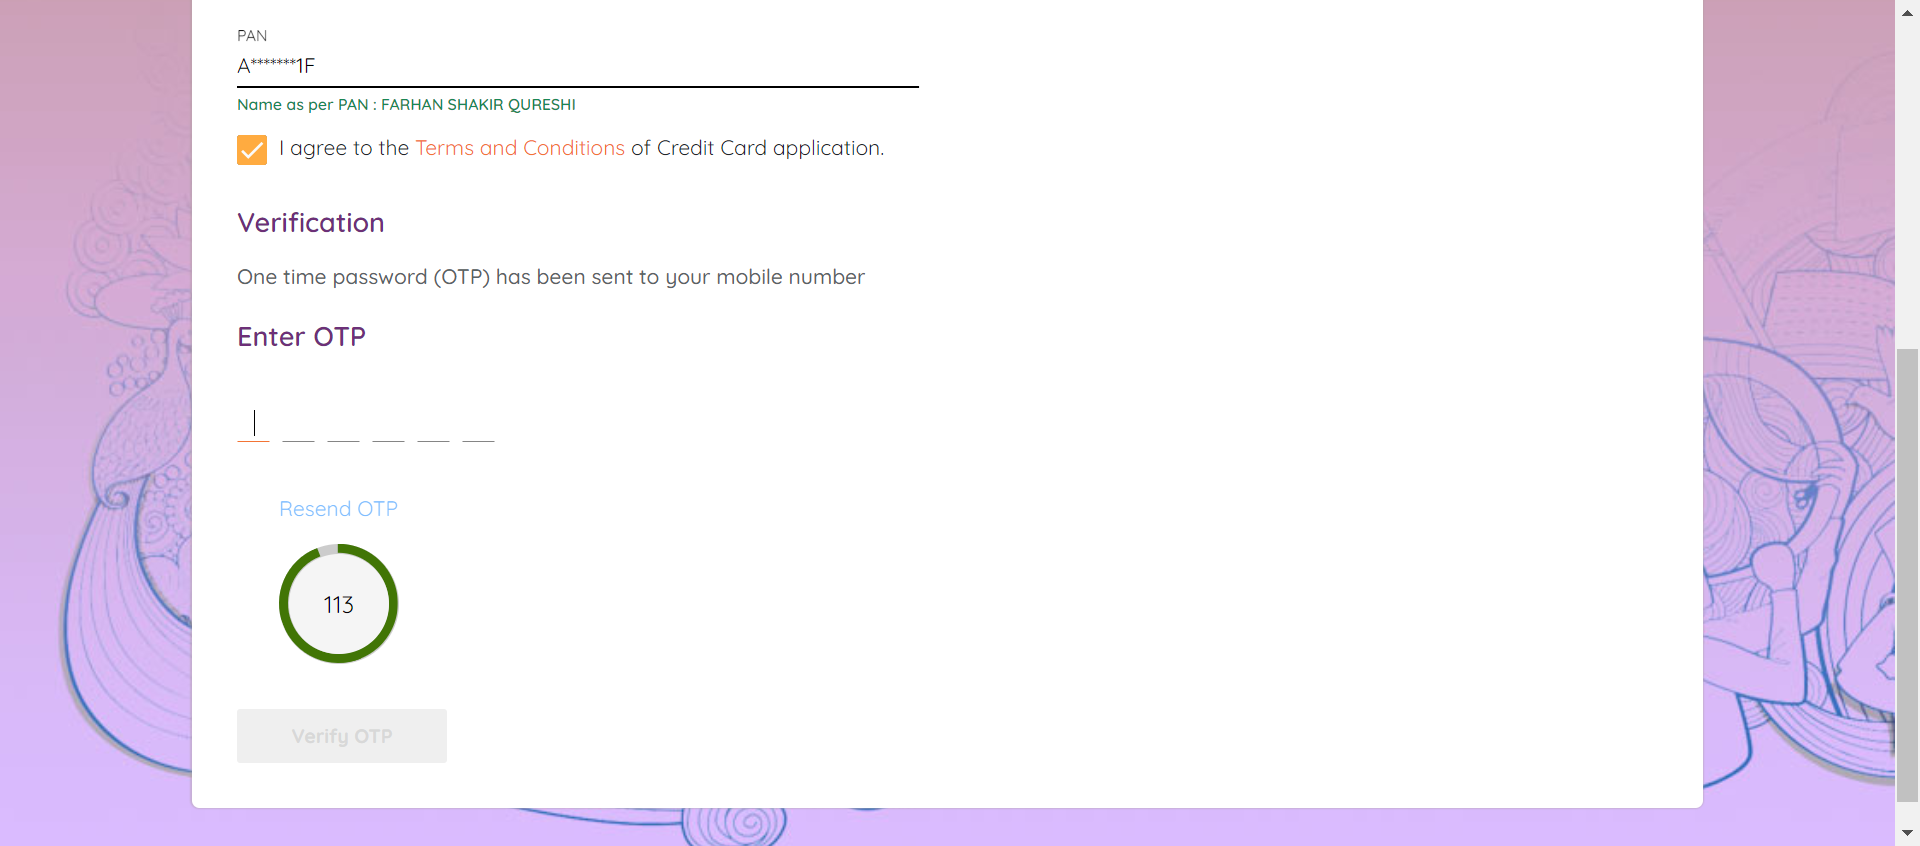 PAN
A*******1F
Name as per PAN : FARHAN SHAKIR QURESHI
I agree to the Terms and Conditions of Credit Card application.
Verification
One time password (OTP) has been sent to your mobile number
Enter OTP
Resend OTP
113
Verify OTP